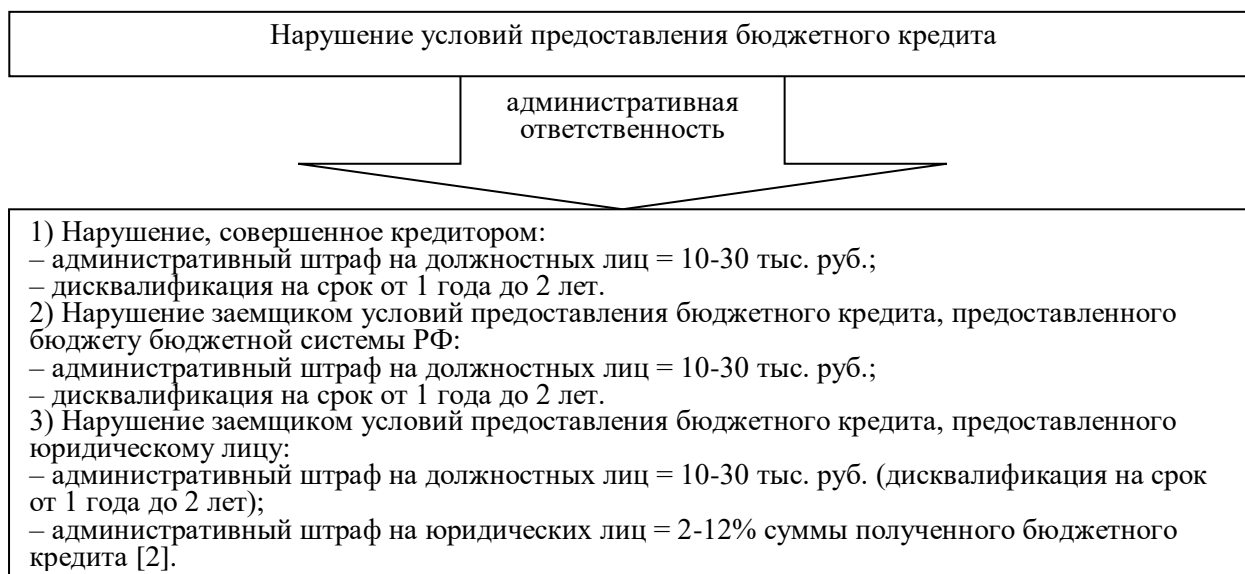 Нарушение условий предоставления бюджетного кредита
административная
ответственность
1) Нарушение, совершенное кредитором:
– административный штраф на должностных лиц = 10-30 тыс. руб.;
– дисквалификация на срок от 1 года до 2 лет.
2) Нарушение заемщиком условий предоставления бюджетного кредита, предоставленного
бюджету бюджетной системы РФ:
– административный штраф на должностных лиц = 10-30 тыс. руб.;
– дисквалификация на срок от 1 года до 2 лет.
3) Нарушение заемщиком условий предоставления бюджетного кредита, предоставленного
юридическому лицу:
– административный штраф на должностных лиц = 10-30 тыс. руб. (дисквалификация на срок
от 1 года до 2 лет);
– административный штраф на юридических лиц = 2-12% суммы полученного бюджетного
кредита [2].